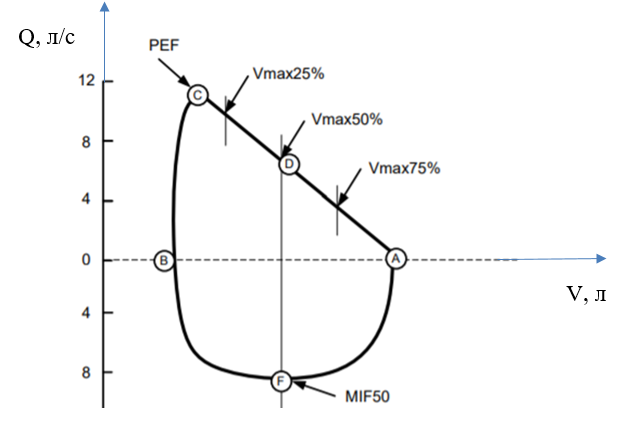 Q, л/с
PEF
Vmax25%
12
C
Vmax50%
8
D
Vmax75%
4
0
B
A
V, л
4
8
F
MIF50